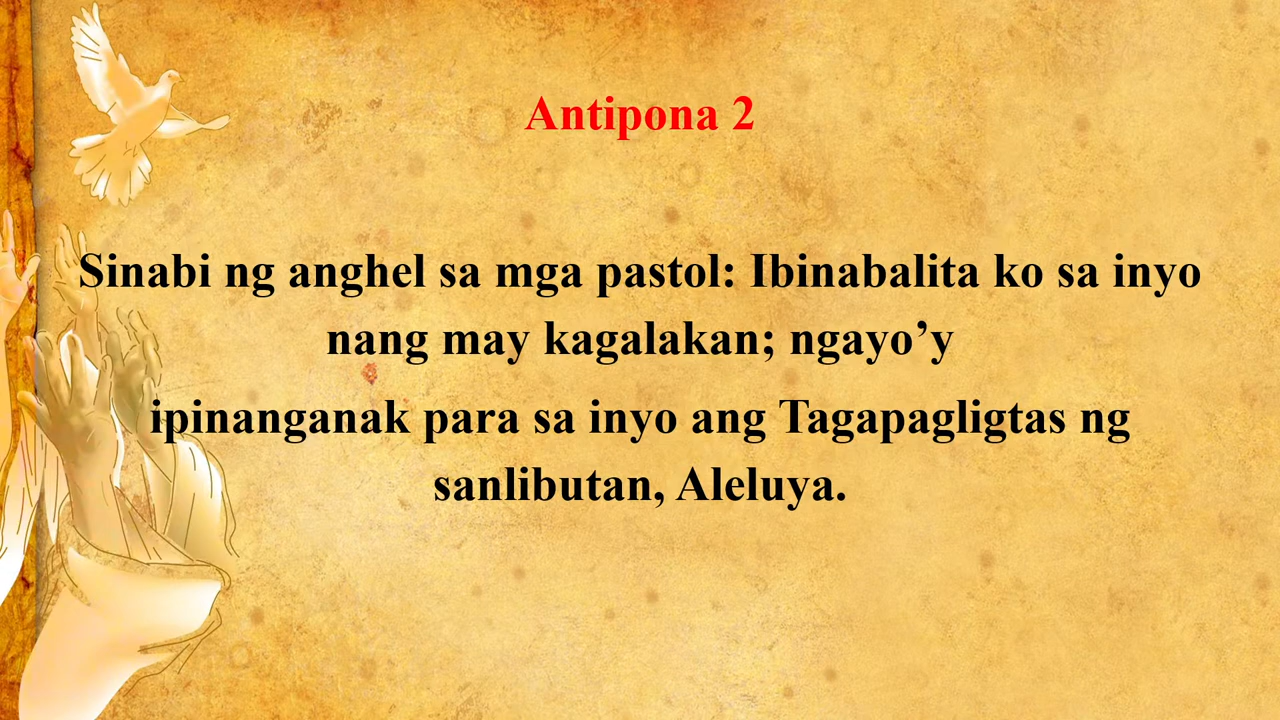 Antipona 2
Sinabi ng anghel sa mga pastol: Ibinabalita ko sa inyo
nang may kagalakan; ngayo’y
ipinanganak para sa inyo ang Tagapagligtas ng
sanlibutan, Aleluya.